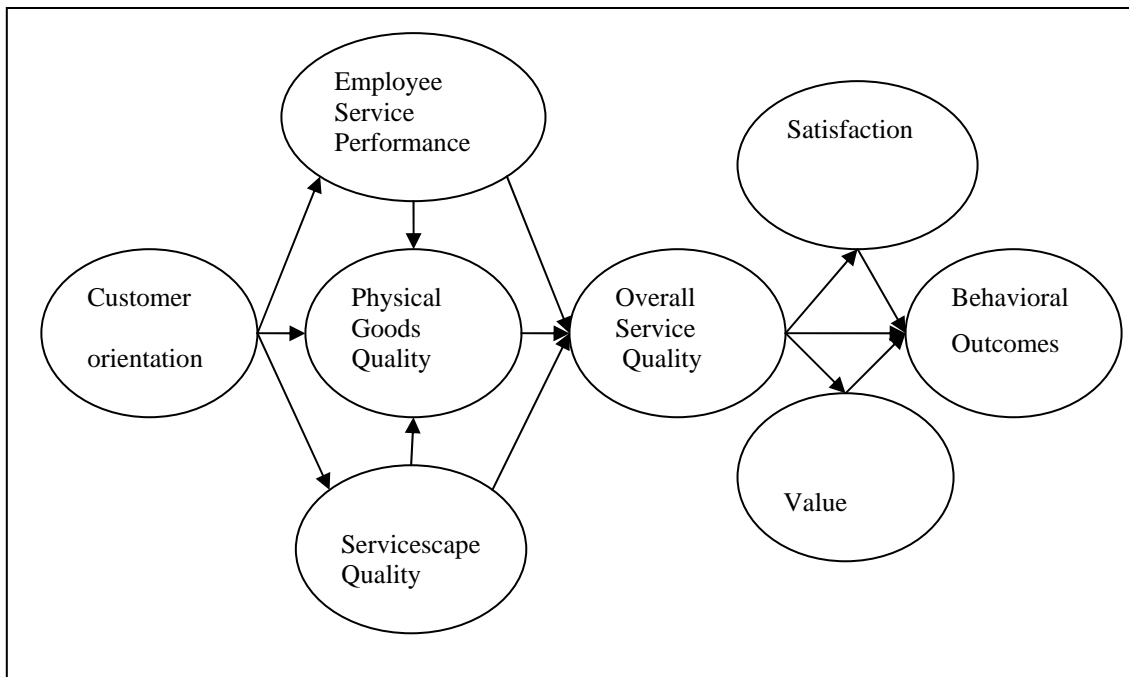 Employee
Service
Performance
Satisfaction
Customer
orientation
Physical
Goods
Quality
Overall
Service
Quality
Behavioral
Outcomes
Value
Servicescape
Quality